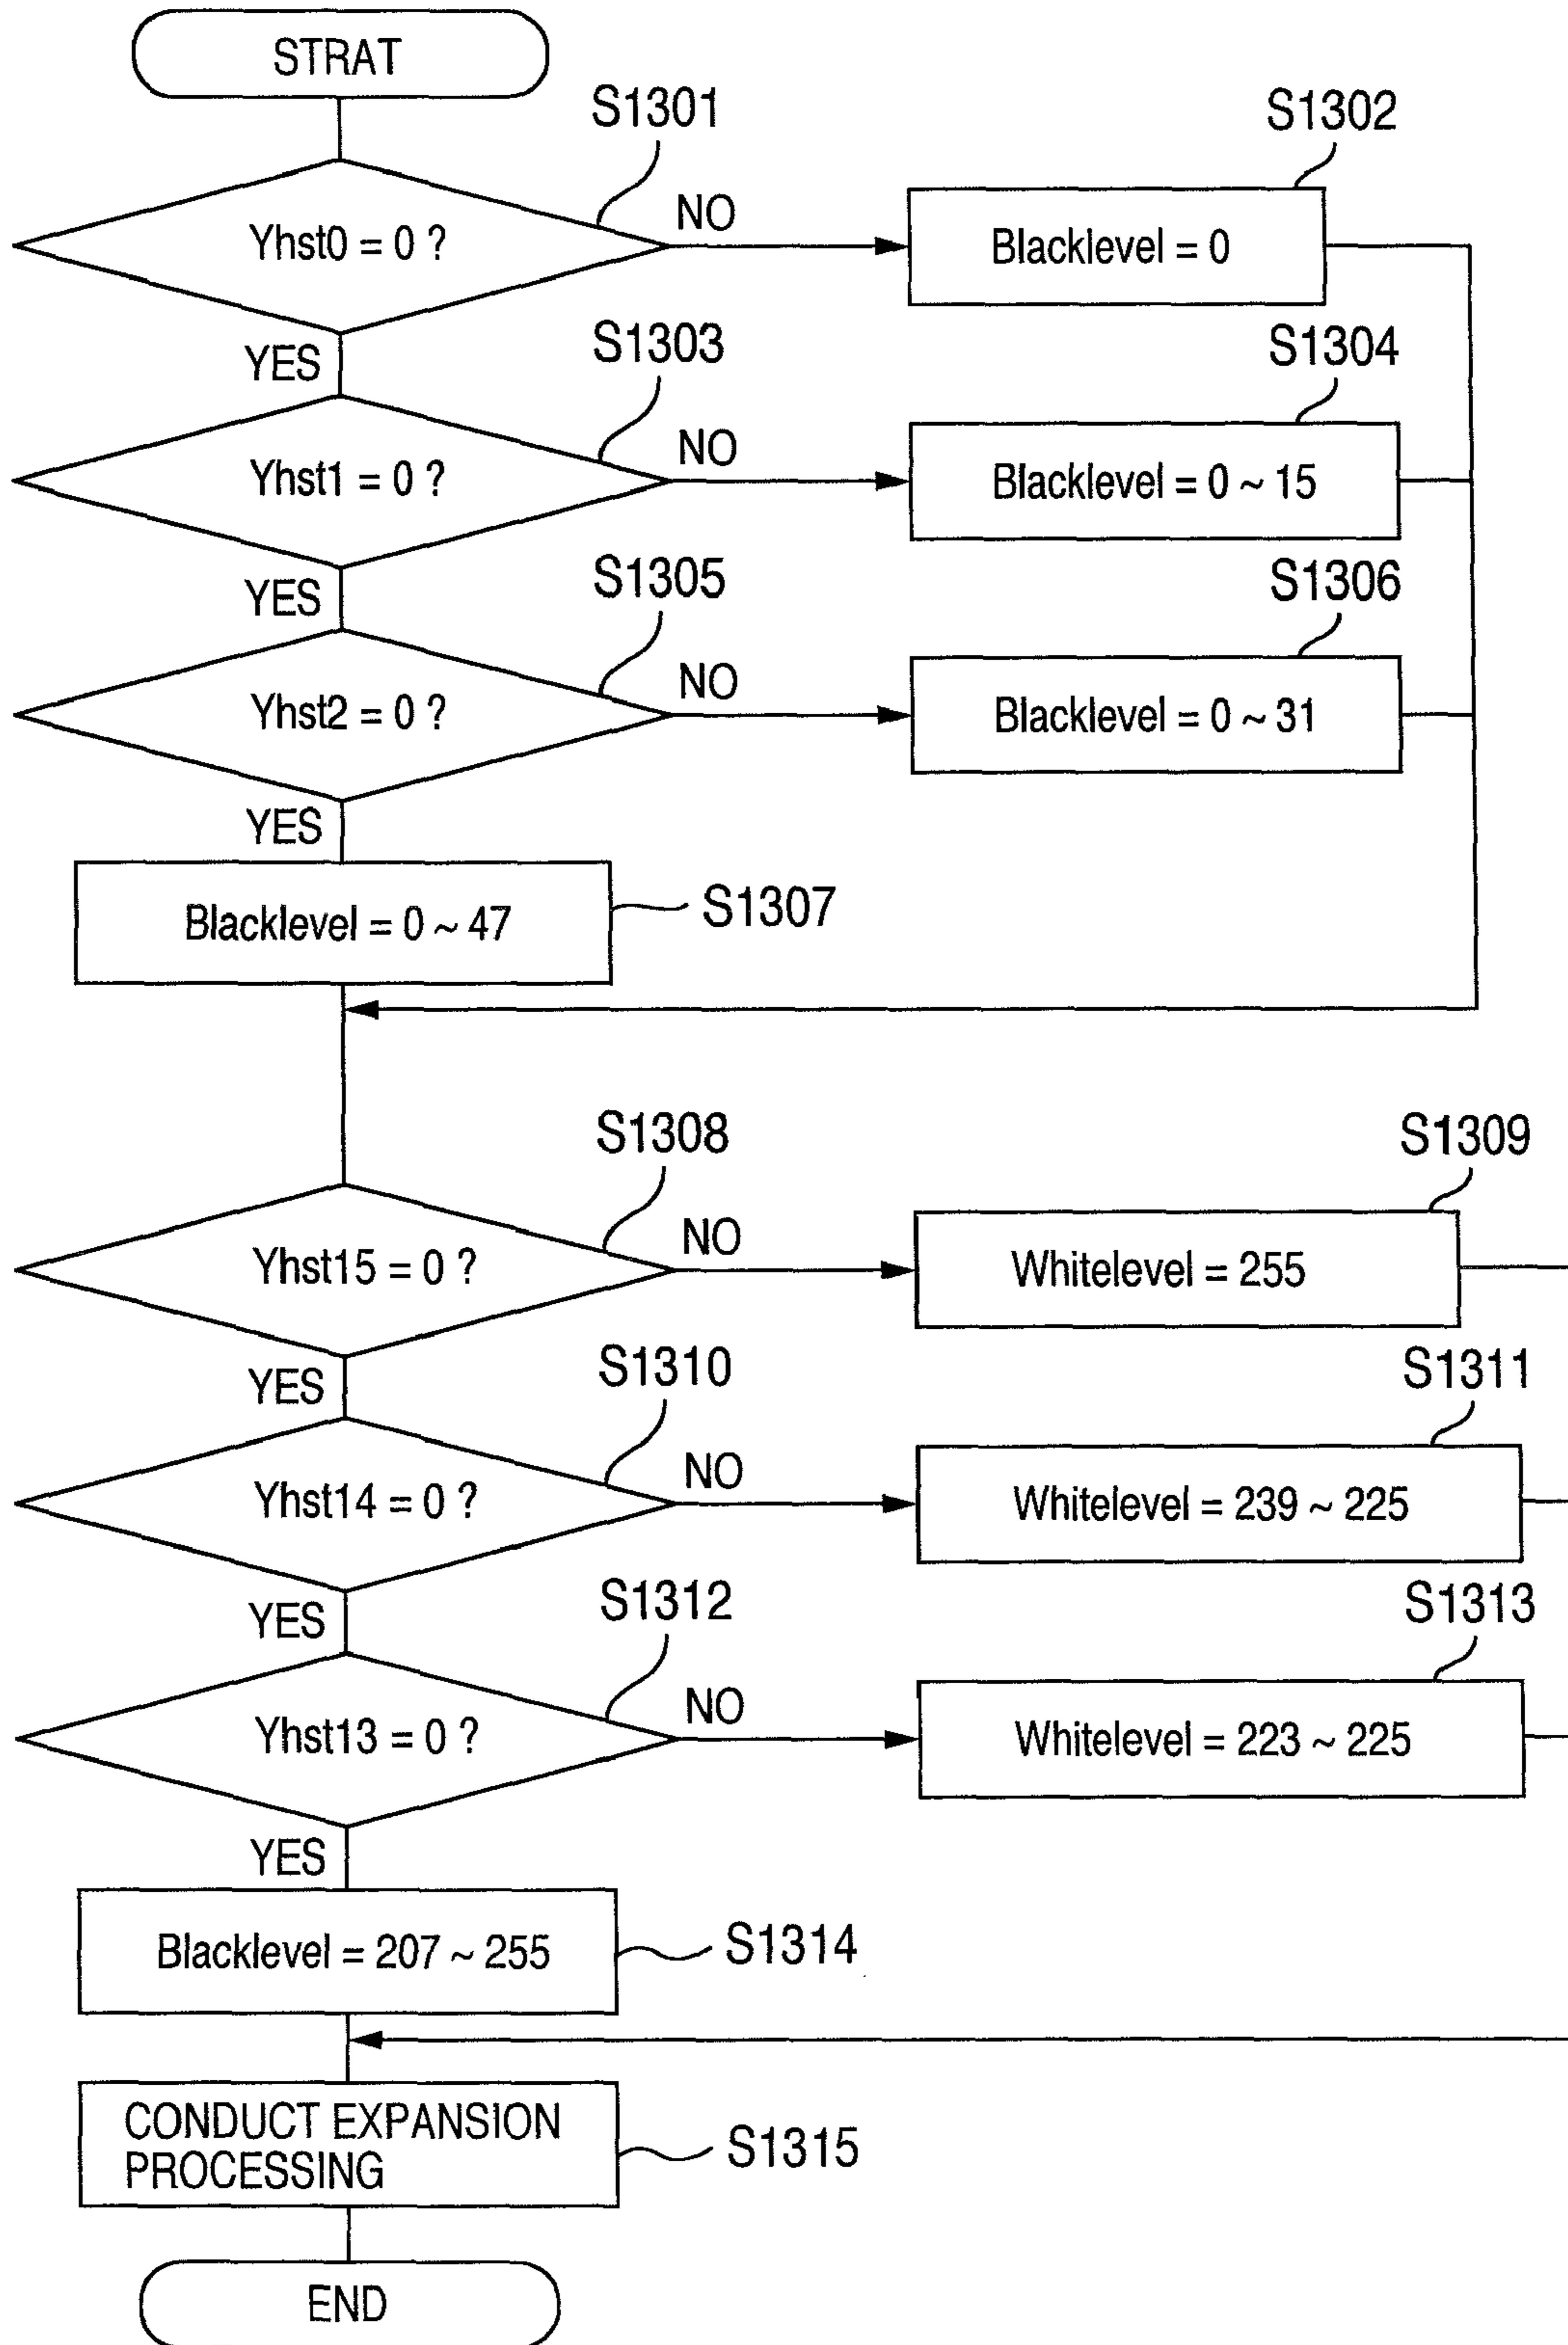 STRAT
S1301
S1302
Yhst0 = 0 ?
NO
Blacklevel = 0
YES
S1303
S1304
Yhst1 = 0 ?
NO
Blacklevel = 0 ~ 15
YES
S1305
S1306
Yhst2 = 0 ?
NO
Blacklevel = 0 ~ 31
YES
Blacklevel = 0 ~ 47
S1307
S1308
S1309
Yhst15 = 0 ?
NO
Whitelevel = 255
YES
S1310
S1311
Yhst14 = 0 ?
NO
Whitelevel = 239 ~ 225
YES
S1312
S1313
Yhst13 = 0 ?
NO
Whitelevel = 223 ~ 225
YES
Blacklevel = 207 ~ 255
S1314
CONDUCT EXPANSION
PROCESSING
S1315
END